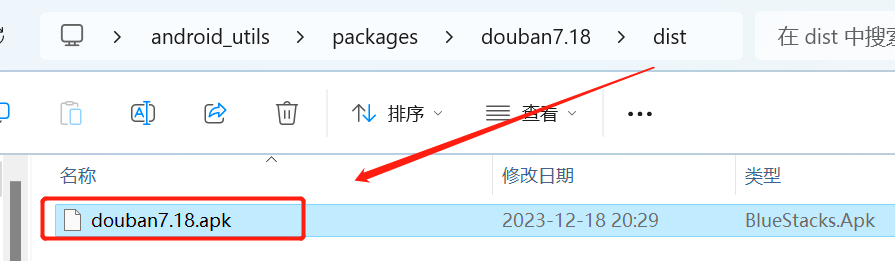 android_utils > packages > douban7.18 > dist 在 dist 中搜索
排序 查看 ...
名称 修改日期 类型
douban7.18.apk 2023-12-18 20:29 BlueStacks.Apk